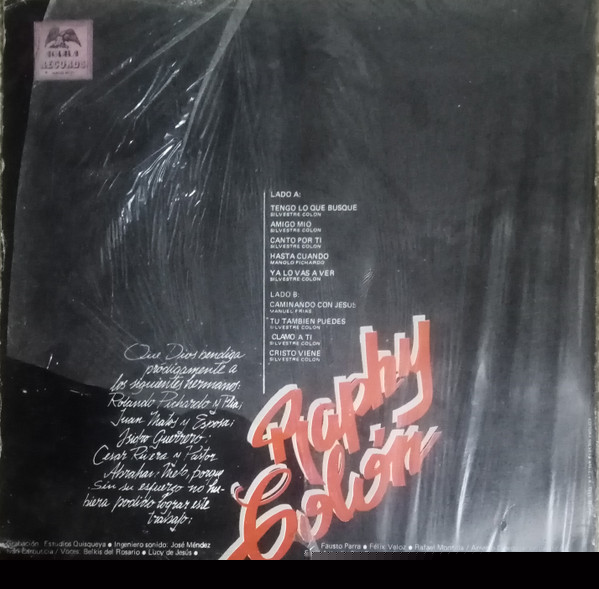 RECORDS
LADO A:
TENGO LO QUE BUSQUE
SILVESTRE COLON
AMIGO MIO
SILVESTRE COLON
CANTO POR TI
SILVESTRE COLON
HASTA CUANDO
MANOLO PICHARDO
YA LO VAS A VER
SILVESTRE COLON
LADO B:
CAMINANDO CON JESUS
MANUEL FRIAS
TU TAMBIEN PUEDES
SILVESTRE COLON
CLAMO A TI
SILVESTRE COLON
CRISTO VIENE
SILVESTRE COLON
Raphy
Colón
Que Dios bendiga
prodigamente a
los siguientes hermanos:
Rolando Pichardo y
Juan Matos y Esposa;
Isidro Guerrero;
Cesar Rivera y Pastor
Abraham Melo, porque
sin su esfuerzo no hu-
biera podido lograr este
trabajo;
Grabación: Estudios Quisqueya • Ingeniero sonido: José Méndez
Voces: Belkis del Rosario • Lucy de Jesús •
Fausto Parra • Félix Veloz • Rafael